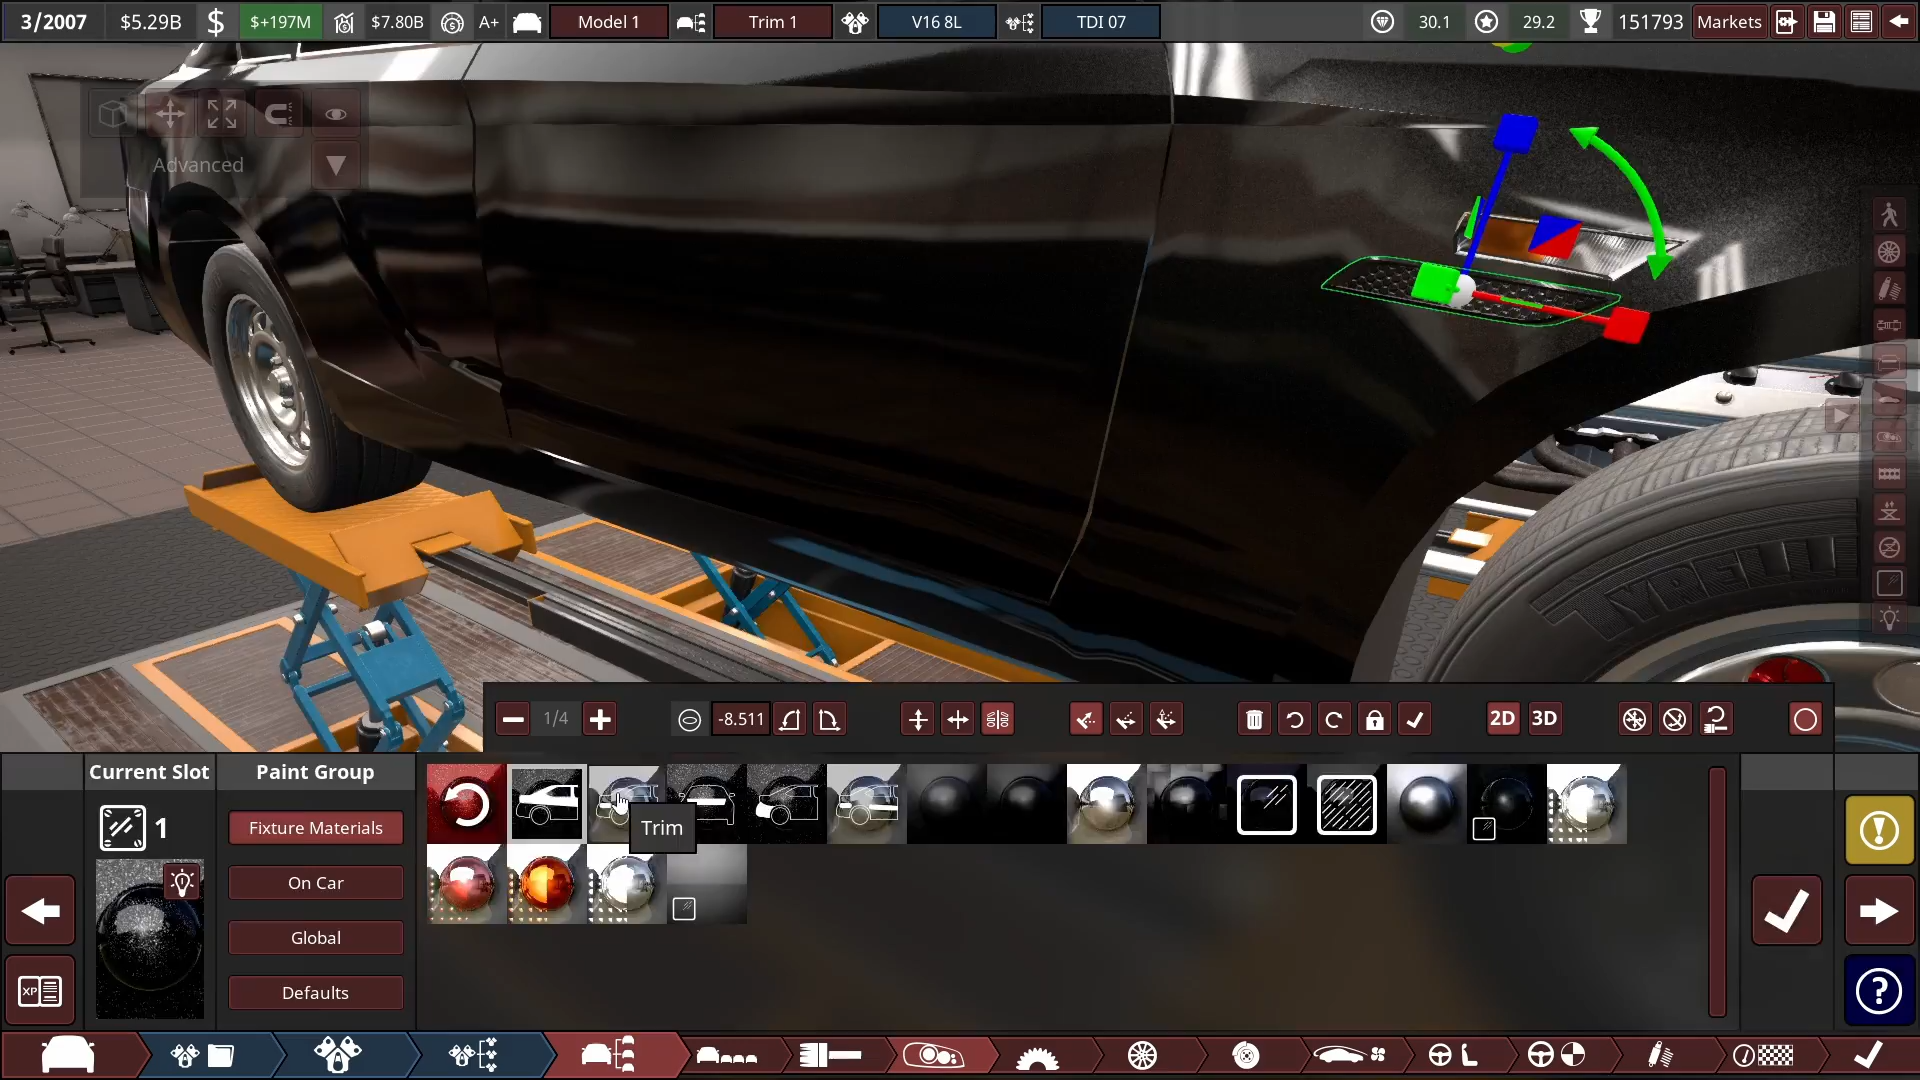 3/2007 $5.29B $ $+197M $7.80B A+ Model 1 Trim 1 V16 8L TDI 07 30.1 29.2 151793 Markets
Advanced
TYRELLI
1/4 -8.511 2D 3D
Current Slot Paint Group
1
Fixture Materials
Trim
On Car
Global
XP
Defaults
?